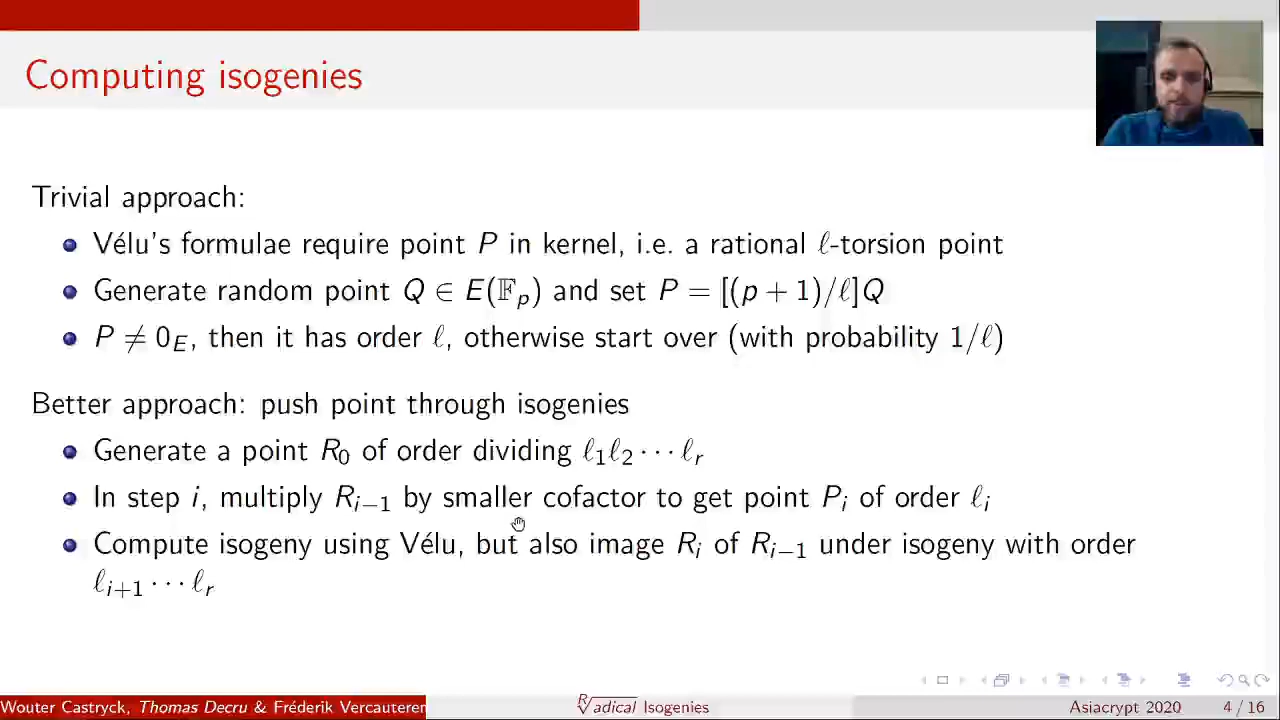 Computing isogenies
Trivial approach:
Vélu's formulae require point P in kernel, i.e. a rational ℓ-torsion point
Generate random point Q ∈ E(𝔽ₚ) and set P = [(p + 1)/ℓ]Q
P ≠ 0_E, then it has order ℓ, otherwise start over (with probability 1/ℓ)
Better approach: push point through isogenies
Generate a point R₀ of order dividing ℓ₁ℓ₂ ⋯ ℓᵣ
In step i, multiply Rᵢ₋₁ by smaller cofactor to get point Pᵢ of order ℓᵢ
Compute isogeny using Vélu, but also image Rᵢ of Rᵢ₋₁ under isogeny with order
ℓᵢ₊₁ ⋯ ℓᵣ
Wouter Castryck, Thomas Decru & Fréderik Vercauteren R√adical Isogenies Asiacrypt 2020 4 / 16